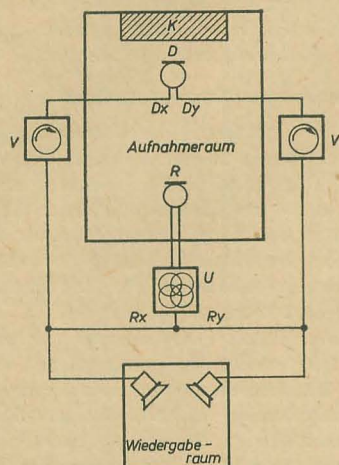 K
D
V
Dx Dy
V
Aufnahmeraum
R
U
Rx Ry
Wiedergabe-
raum